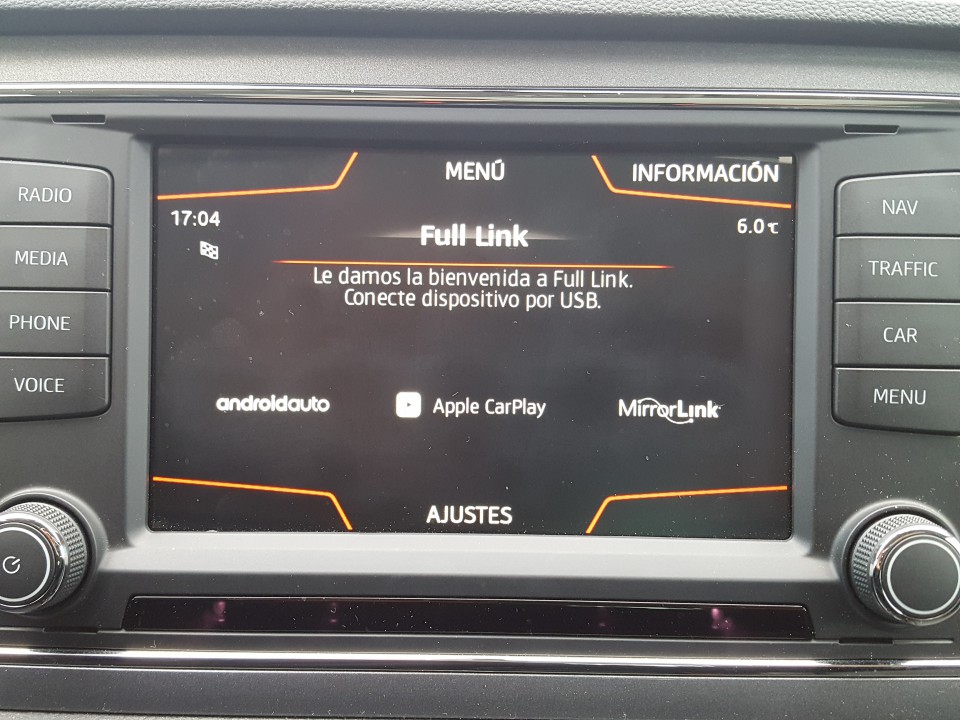 MENÚ
INFORMACIÓN
17:04
6.0℃
Full Link
Le damos la bienvenida a Full Link.
Conecte dispositivo por USB.
androidauto
Apple CarPlay
MirrorLink
AJUSTES
RADIO
MEDIA
PHONE
VOICE
NAV
TRAFFIC
CAR
MENU